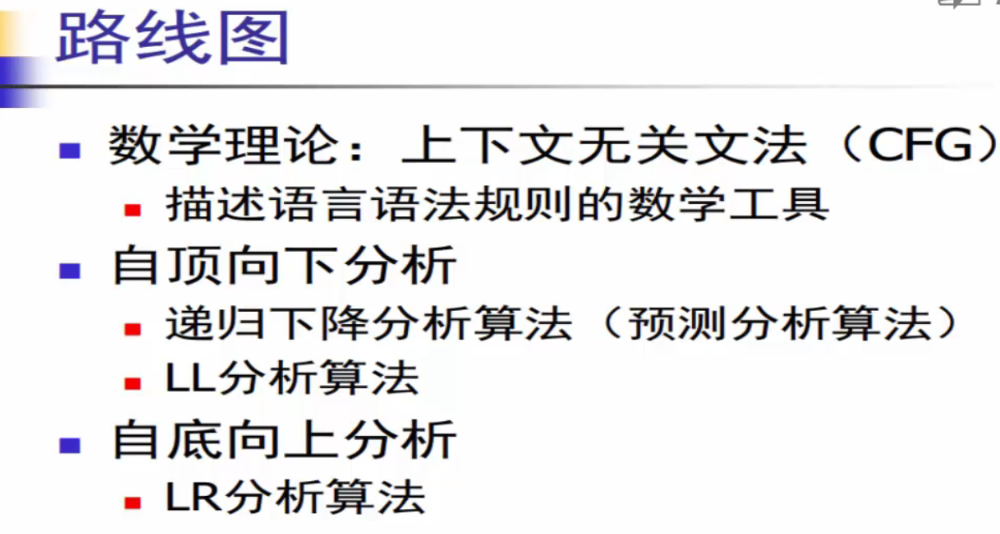 路线图
数学理论：上下文无关文法（CFG）
描述语言语法规则的数学工具
自顶向下分析
递归下降分析算法（预测分析算法）
LL分析算法
自底向上分析
LR分析算法